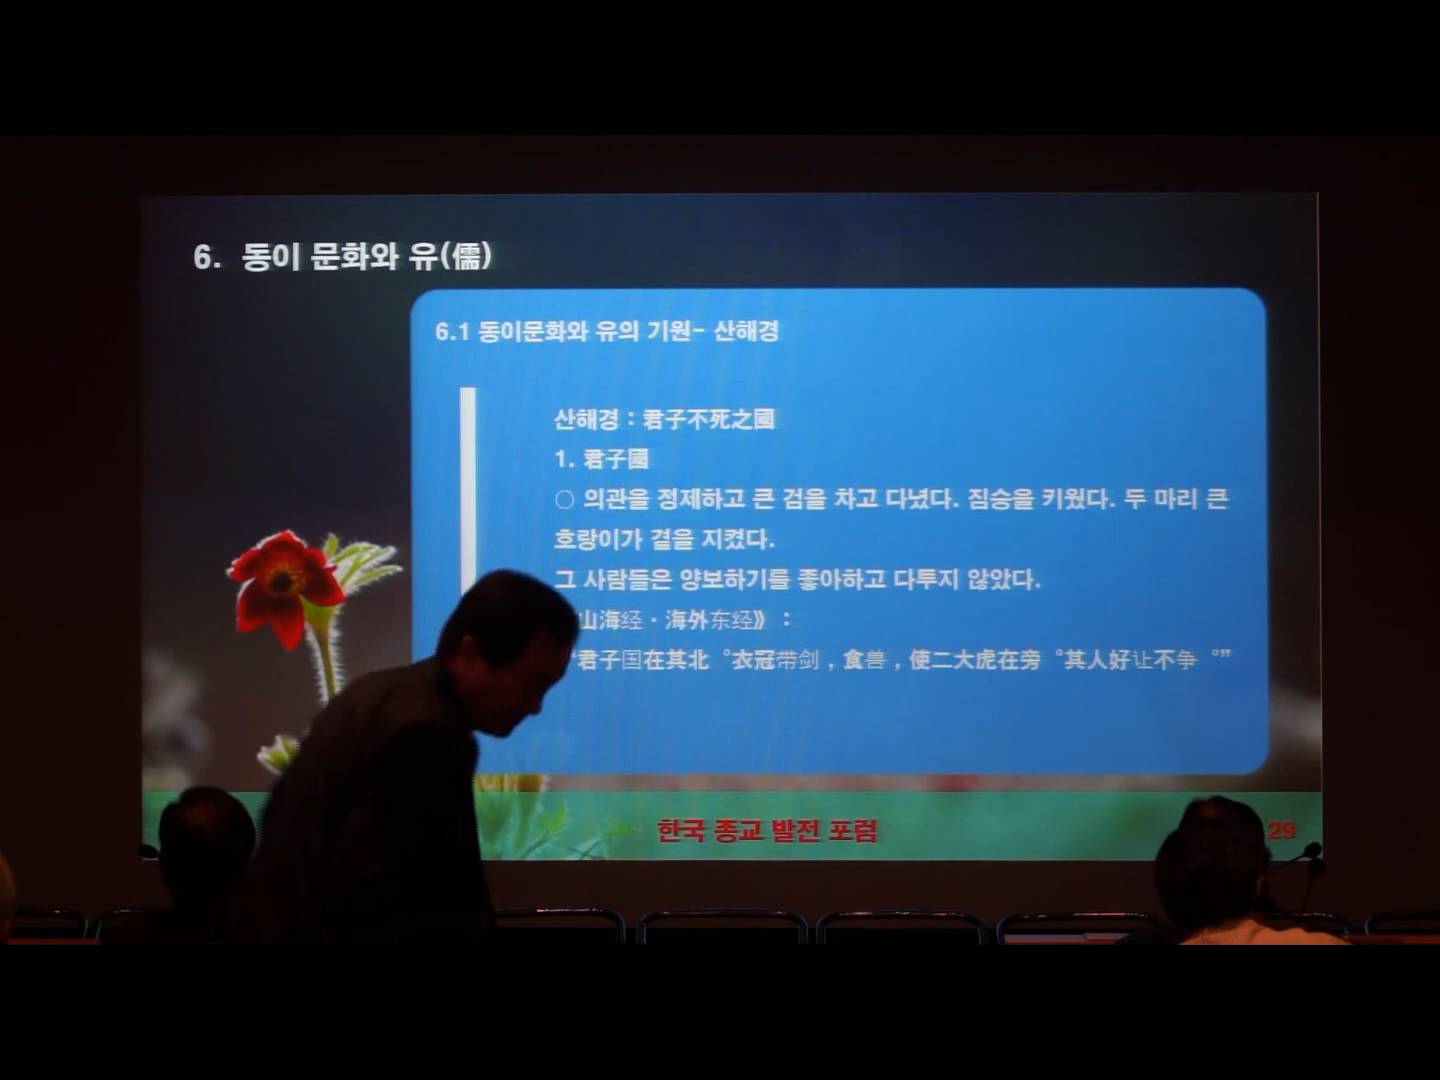 6. 동이 문화와 유(儒)
6.1 동이문화와 유의 기원- 산해경
산해경 : 君子不死之國
1. 君子國
○ 의관을 정제하고 큰 검을 차고 다녔다. 짐승을 키웠다. 두 마리 큰
호랑이가 곁을 지켰다.
그 사람들은 양보하기를 좋아하고 다투지 않았다.
山海经·海外东经》 :
“君子国在其北 °衣冠带剑 , 食兽 , 使二大虎在旁 °其人好让不争 °”
한국 종교 발전 포럼
29